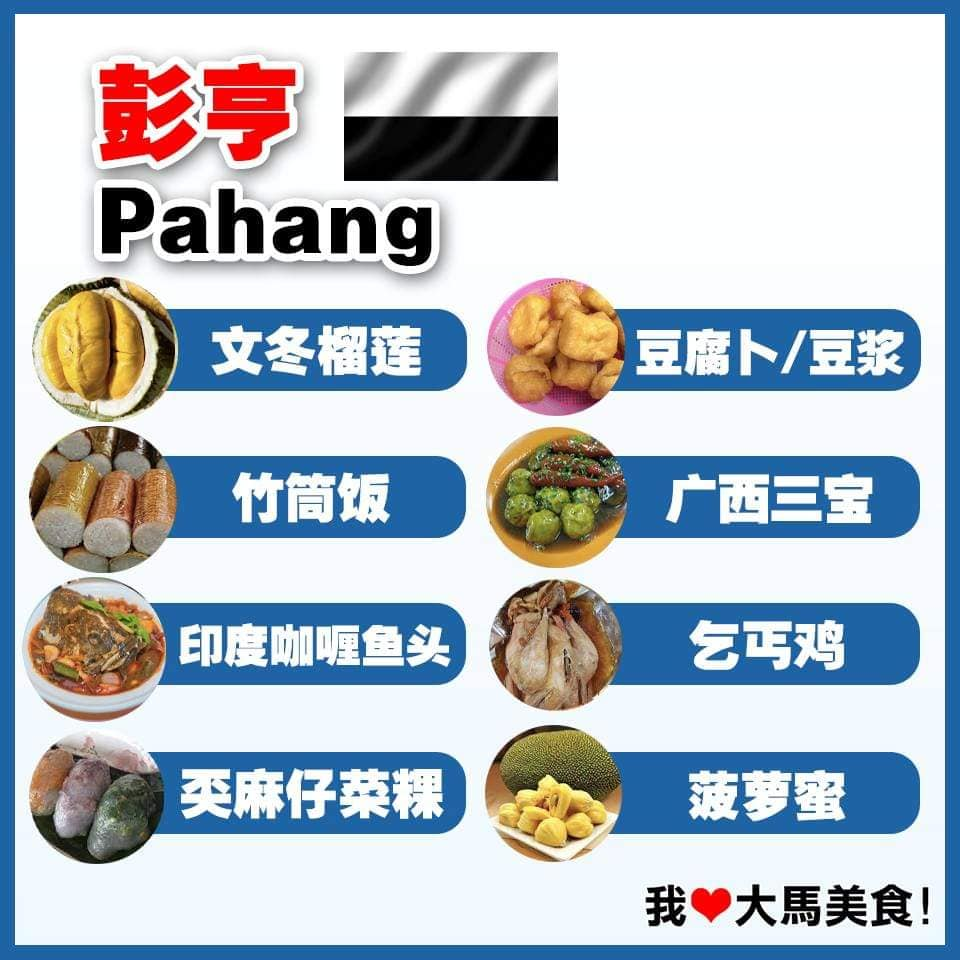 彭亨
Pahang
文冬榴莲
豆腐卜/豆浆
竹筒饭
广西三宝
印度咖喱鱼头
乞丐鸡
奀麻仔菜粿
菠萝蜜
我❤大馬美食!